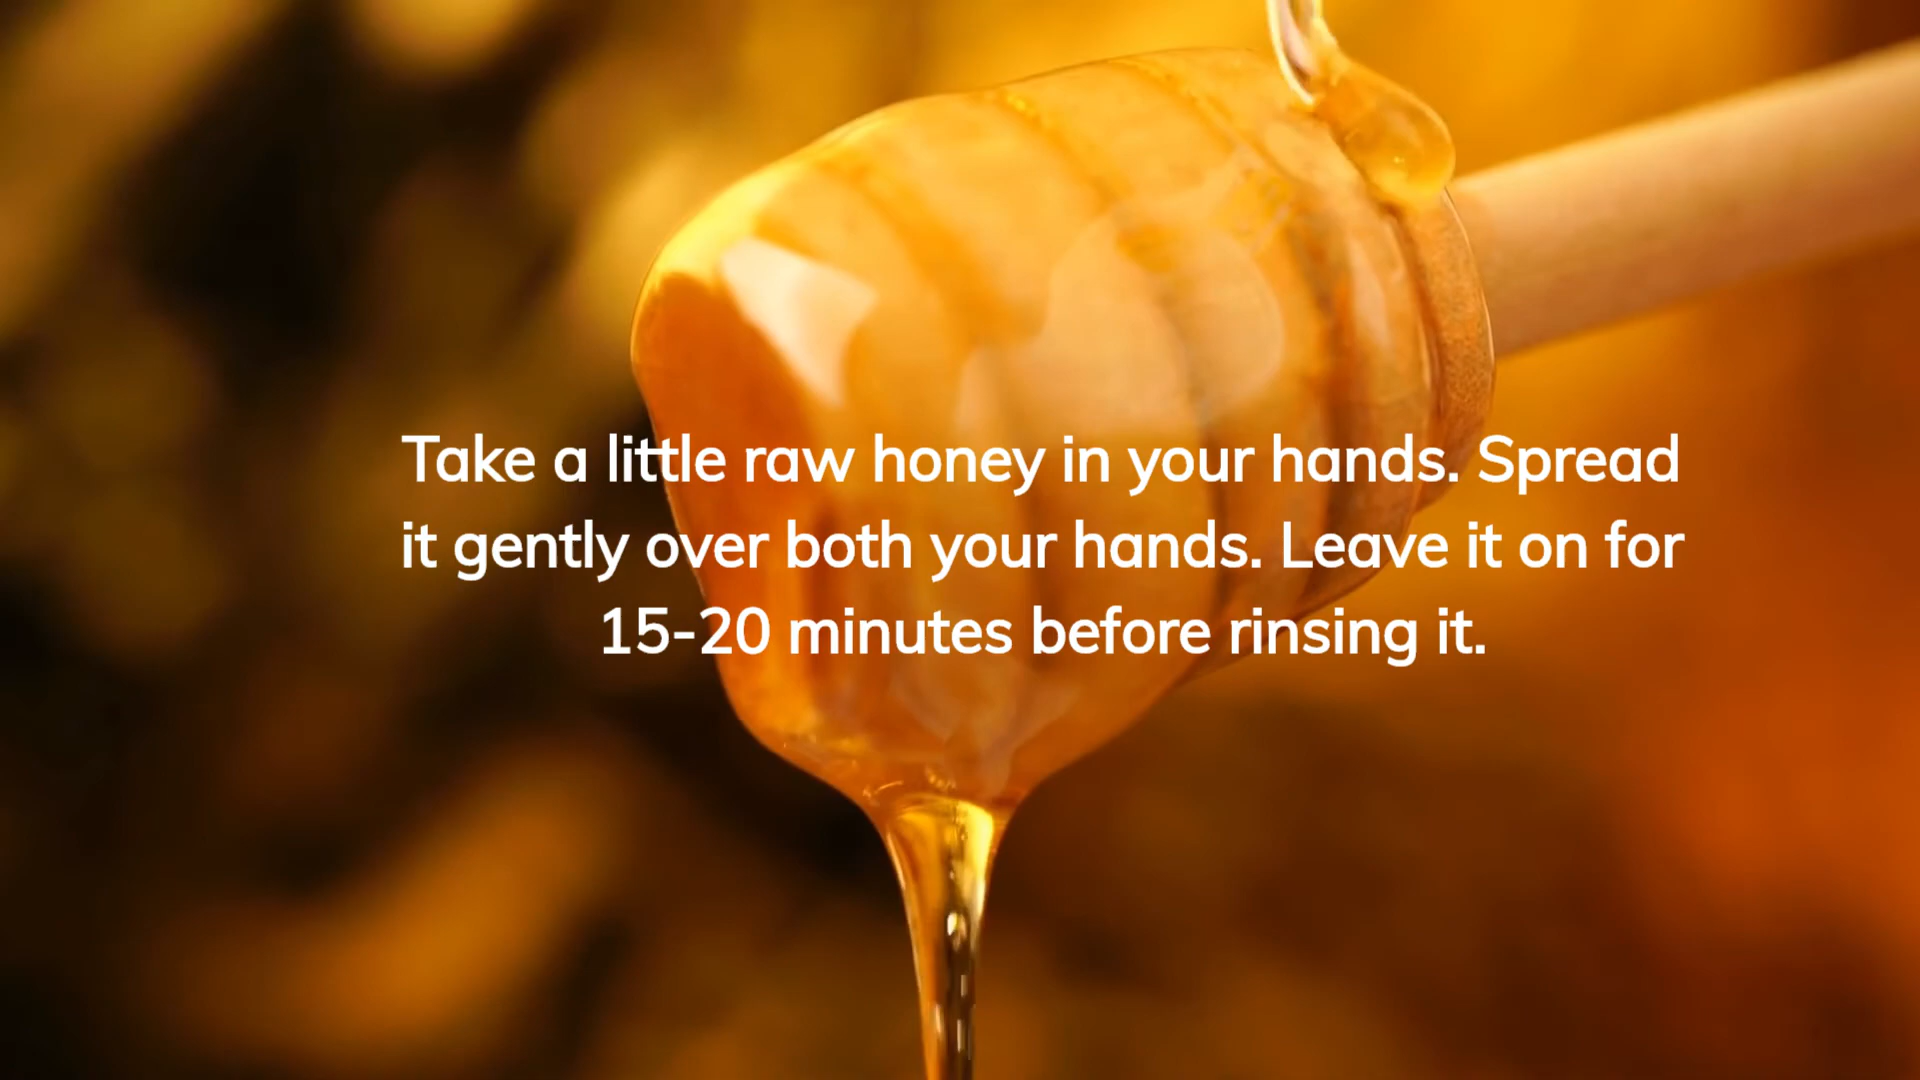 Take a little raw honey in your hands. Spread
it gently over both your hands. Leave it on for
15-20 minutes before rinsing it.